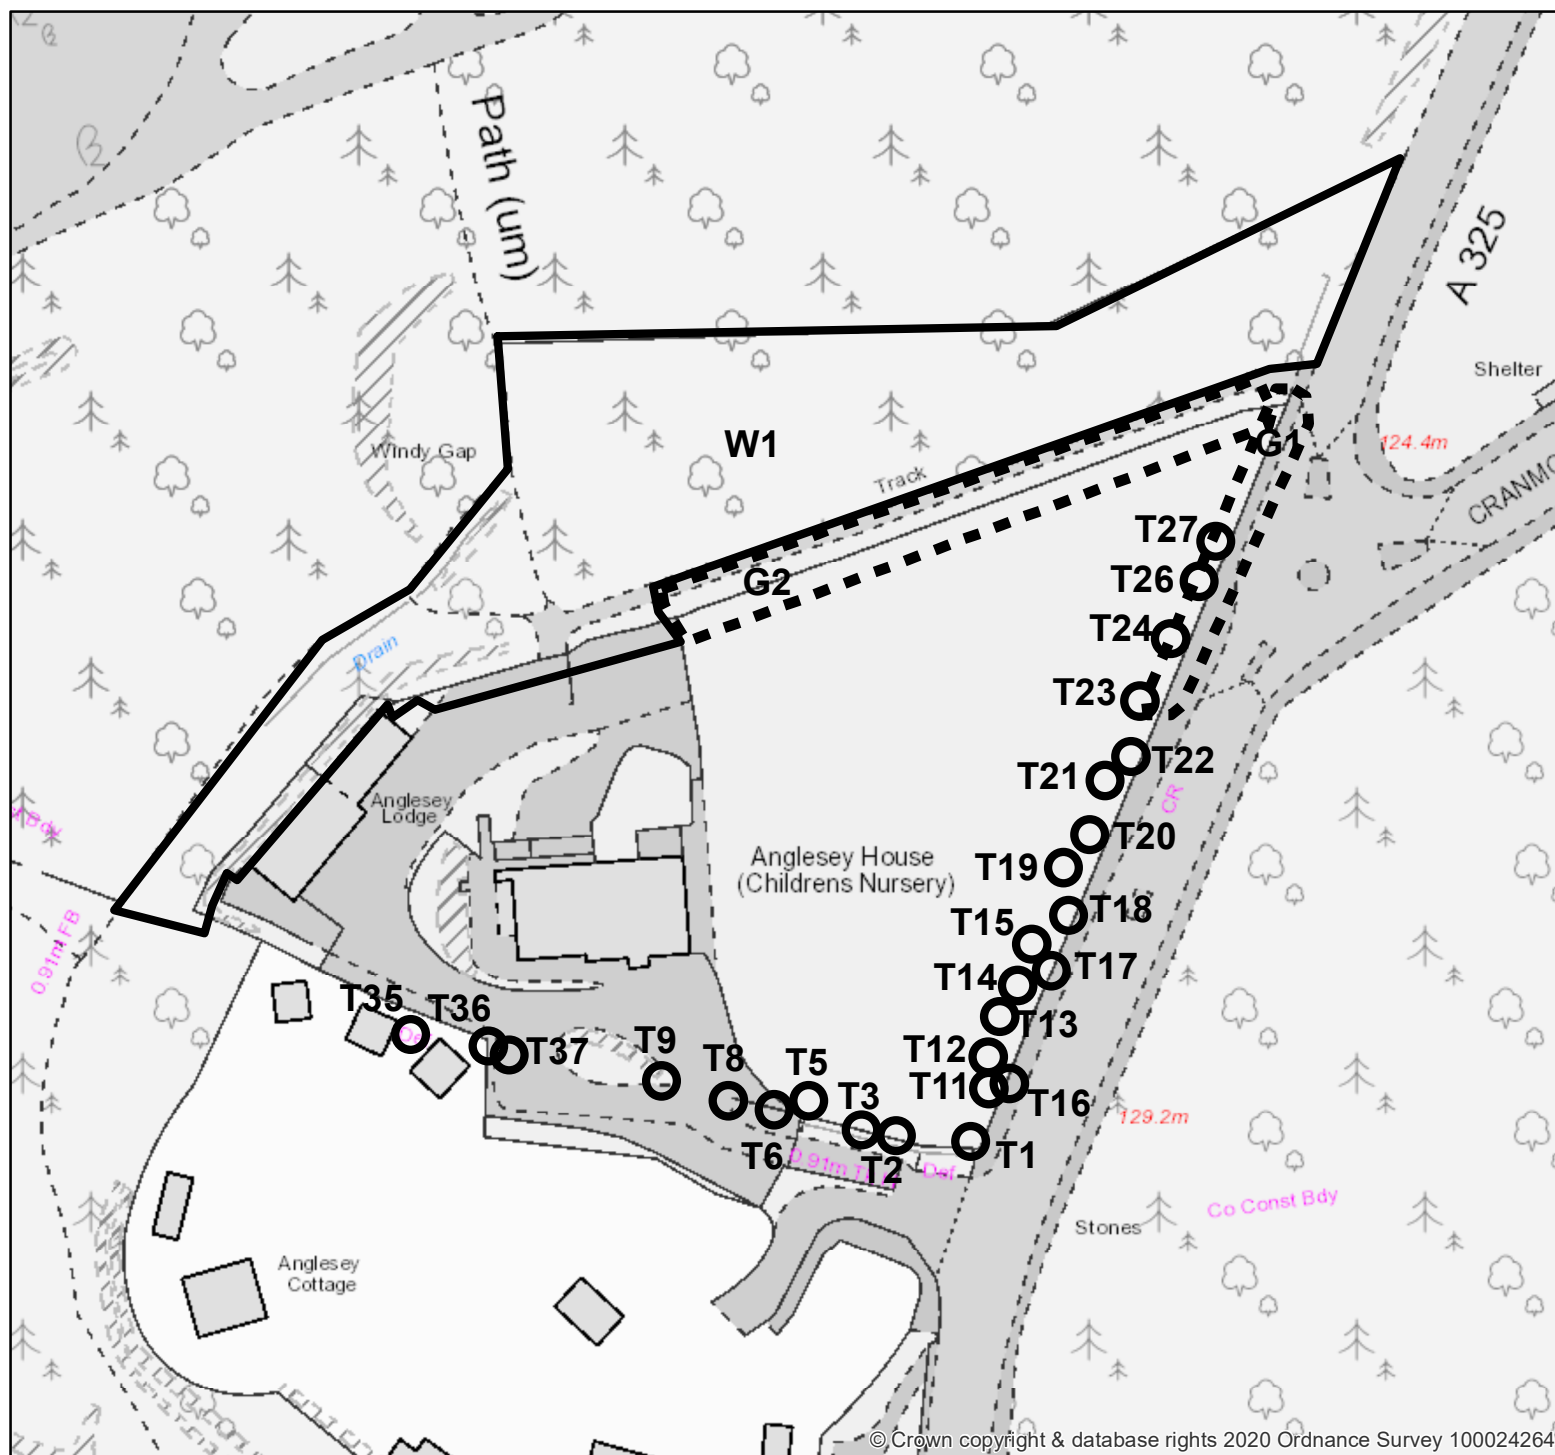 Path (um)
A 325
Shelter
124.4m
W1
G1
Windy Gap
Track
T27
G2
T26
T24
Drain
T23
T22
T21
CR
Anglesey
Lodge
T20
Anglesey House
(Childrens Nursery)
T19
T18
T15
T17
T14
0.91m FB
T35
T36
T13
T12
T37
T9
T8
T5
T11
T3
T16
129.2m
T6
T2
T1
Def
Co Const Bdy
Stones
Anglesey
Cottage
© Crown copyright & database rights 2020 Ordnance Survey 100024264